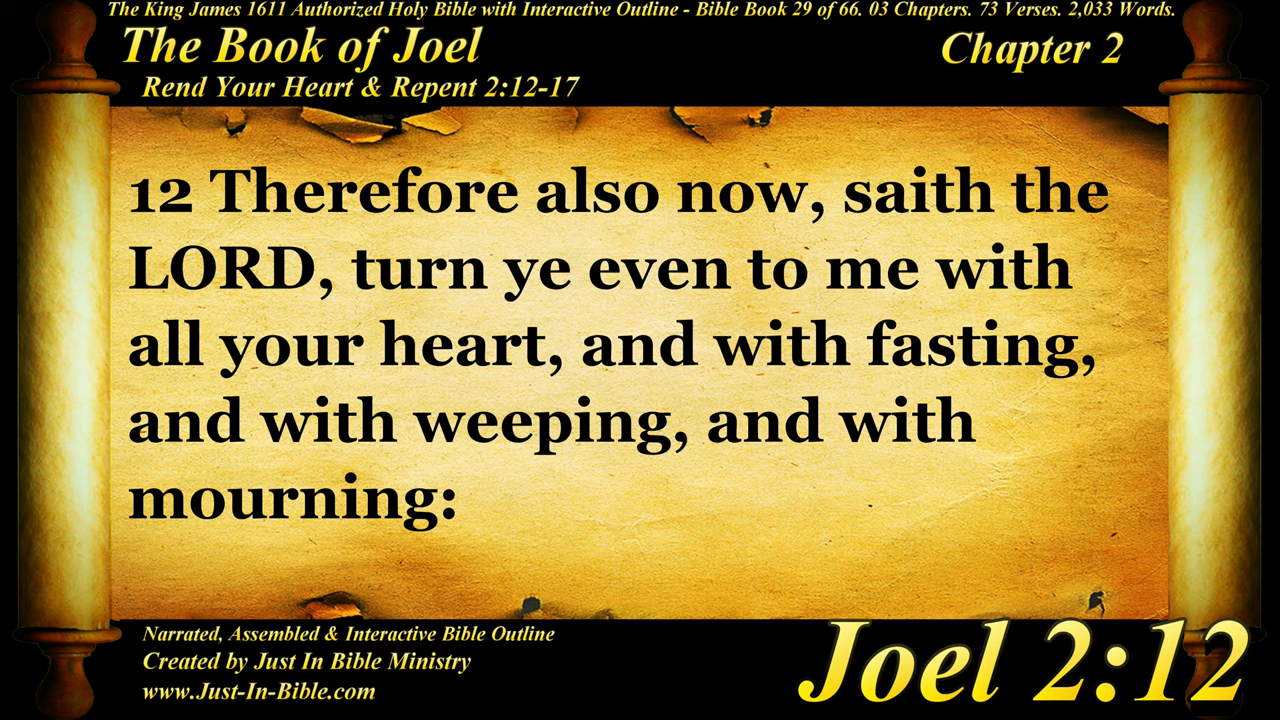 The King James 1611 Authorized Holy Bible with Interactive Outline - Bible Book 29 of 66. 03 Chapters. 73 Verses. 2,033 Words.
The Book of Joel
Chapter 2
Rend Your Heart & Repent 2:12-17
12 Therefore also now, saith the
LORD, turn ye even to me with
all your heart, and with fasting,
and with weeping, and with
mourning:
Narrated, Assembled & Interactive Bible Outline
Created by Just In Bible Ministry
www.Just-In-Bible.com
Joel 2:12